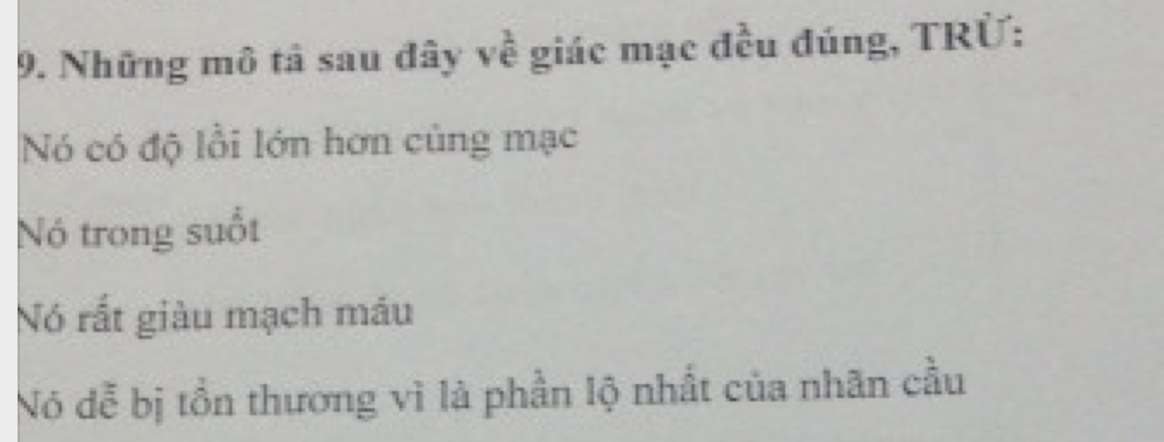 9. Những mô tả sau đây về giác mạc đều đúng, TRỪ:
Nó có độ lồi lớn hơn củng mạc
Nó trong suốt
Nó rất giàu mạch máu
Nó dễ bị tổn thương vì là phần lộ nhất của nhãn cầu